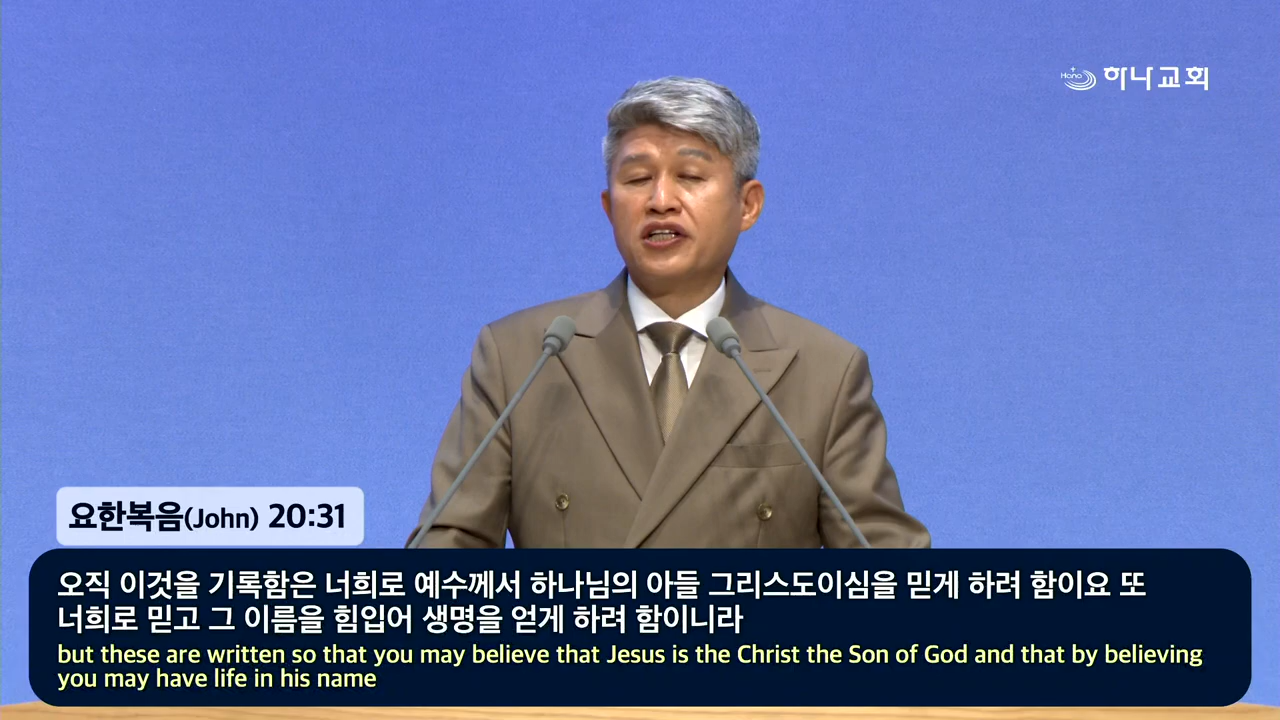 Hana 하나교회
요한복음(John) 20:31
오직 이것을 기록함은 너희로 예수께서 하나님의 아들 그리스도이심을 믿게 하려 함이요 또
너희로 믿고 그 이름을 힘입어 생명을 얻게 하려 함이니라
but these are written so that you may believe that Jesus is the Christ the Son of God and that by believing
you may have life in his name